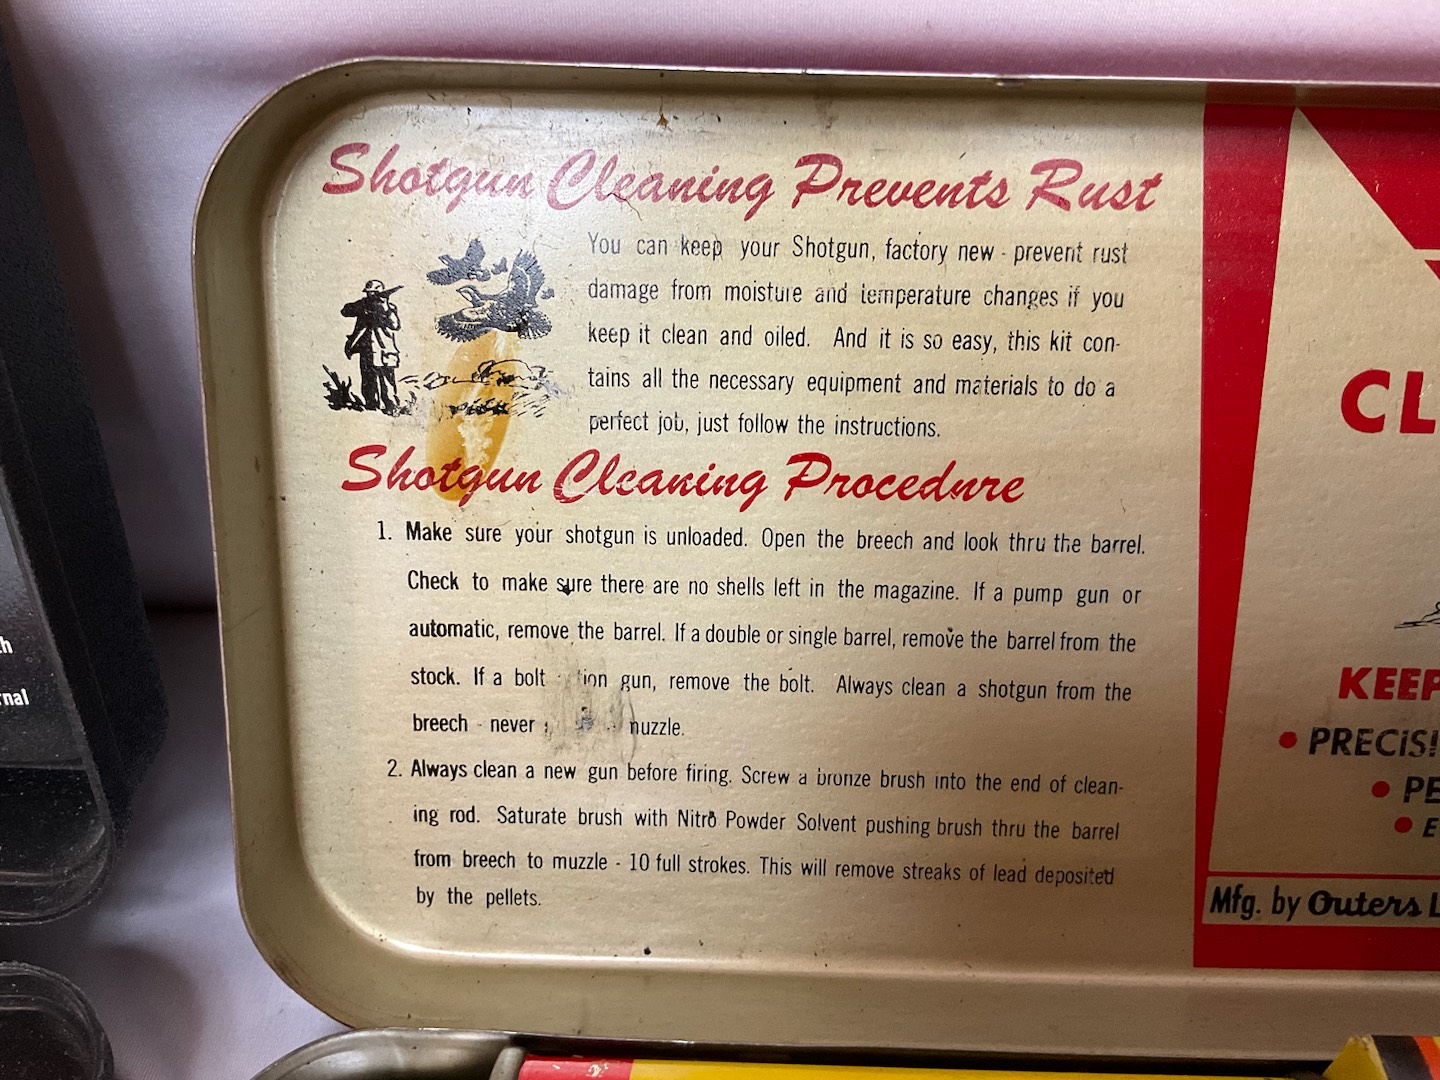 Shotgun Cleaning Prevents Rust
You can keep your Shotgun, factory new - prevent rust
damage from moisture and temperature changes if you
keep it clean and oiled. And it is so easy, this kit con-
tains all the necessary equipment and materials to do a
perfect job, just follow the instructions.
Shotgun Cleaning Procedure
1. Make sure your shotgun is unloaded. Open the breech and look thru the barrel.
Check to make sure there are no shells left in the magazine. If a pump gun or
automatic, remove the barrel. If a double or single barrel, remove the barrel from the
stock. If a bolt gun, remove the bolt. Always clean a shotgun from the
breech - never muzzle.
2. Always clean a new gun before firing. Screw a bronze brush into the end of clean-
ing rod. Saturate brush with Nitro Powder Solvent pushing brush thru the barrel
from breech to muzzle - 10 full strokes. This will remove streaks of lead deposited
by the pellets.
CL
KEEP
• PRECISI
• PE
• E
Mfg. by Outers L